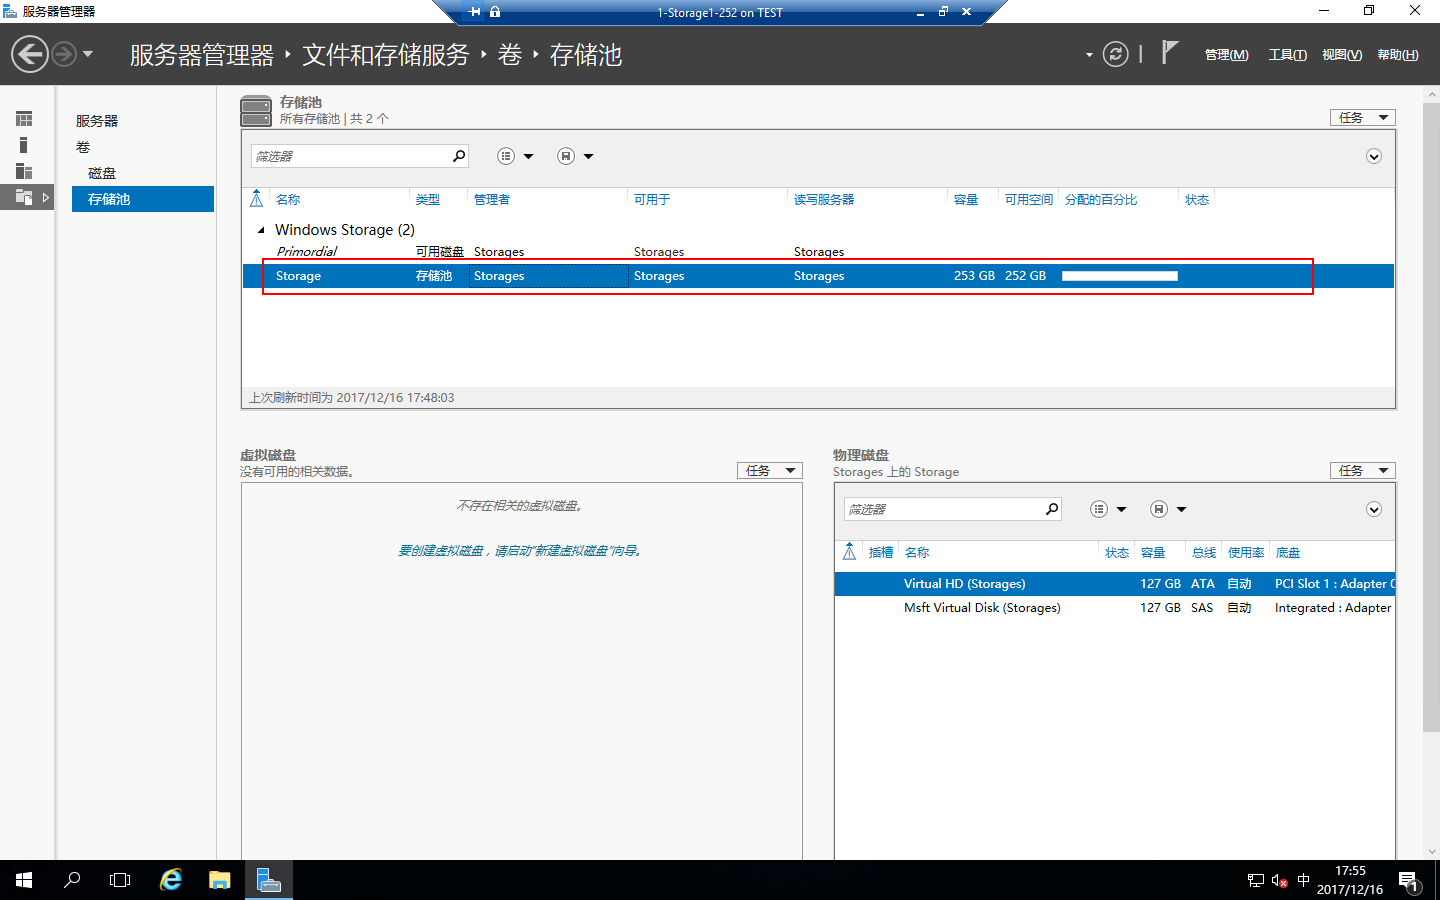 服务器管理器
1-Storage1-252 on TEST
服务器管理器 文件和存储服务 卷 存储池
管理(M) 工具(T) 视图(V) 帮助(H)
服务器
卷
磁盘
存储池
存储池
所有存储池 | 共 2 个
任务
筛选器
名称 类型 管理者 可用于 读写服务器 容量 可用空间 分配的百分比 状态
Windows Storage (2)
Primordial 可用磁盘 Storages Storages Storages
Storage 存储池 Storages Storages Storages 253 GB 252 GB
上次刷新时间为 2017/12/16 17:48:03
虚拟磁盘
没有可用的相关数据。
任务
不存在相关的虚拟磁盘。
要创建虚拟磁盘，请启动“新建虚拟磁盘”向导。
物理磁盘
Storages 上的 Storage
任务
筛选器
插槽 名称 状态 容量 总线 使用率 底盘
Virtual HD (Storages) 127 GB ATA 自动 PCI Slot 1 : Adapter 0
Msft Virtual Disk (Storages) 127 GB SAS 自动 Integrated : Adapter
中
17:55
2017/12/16
1